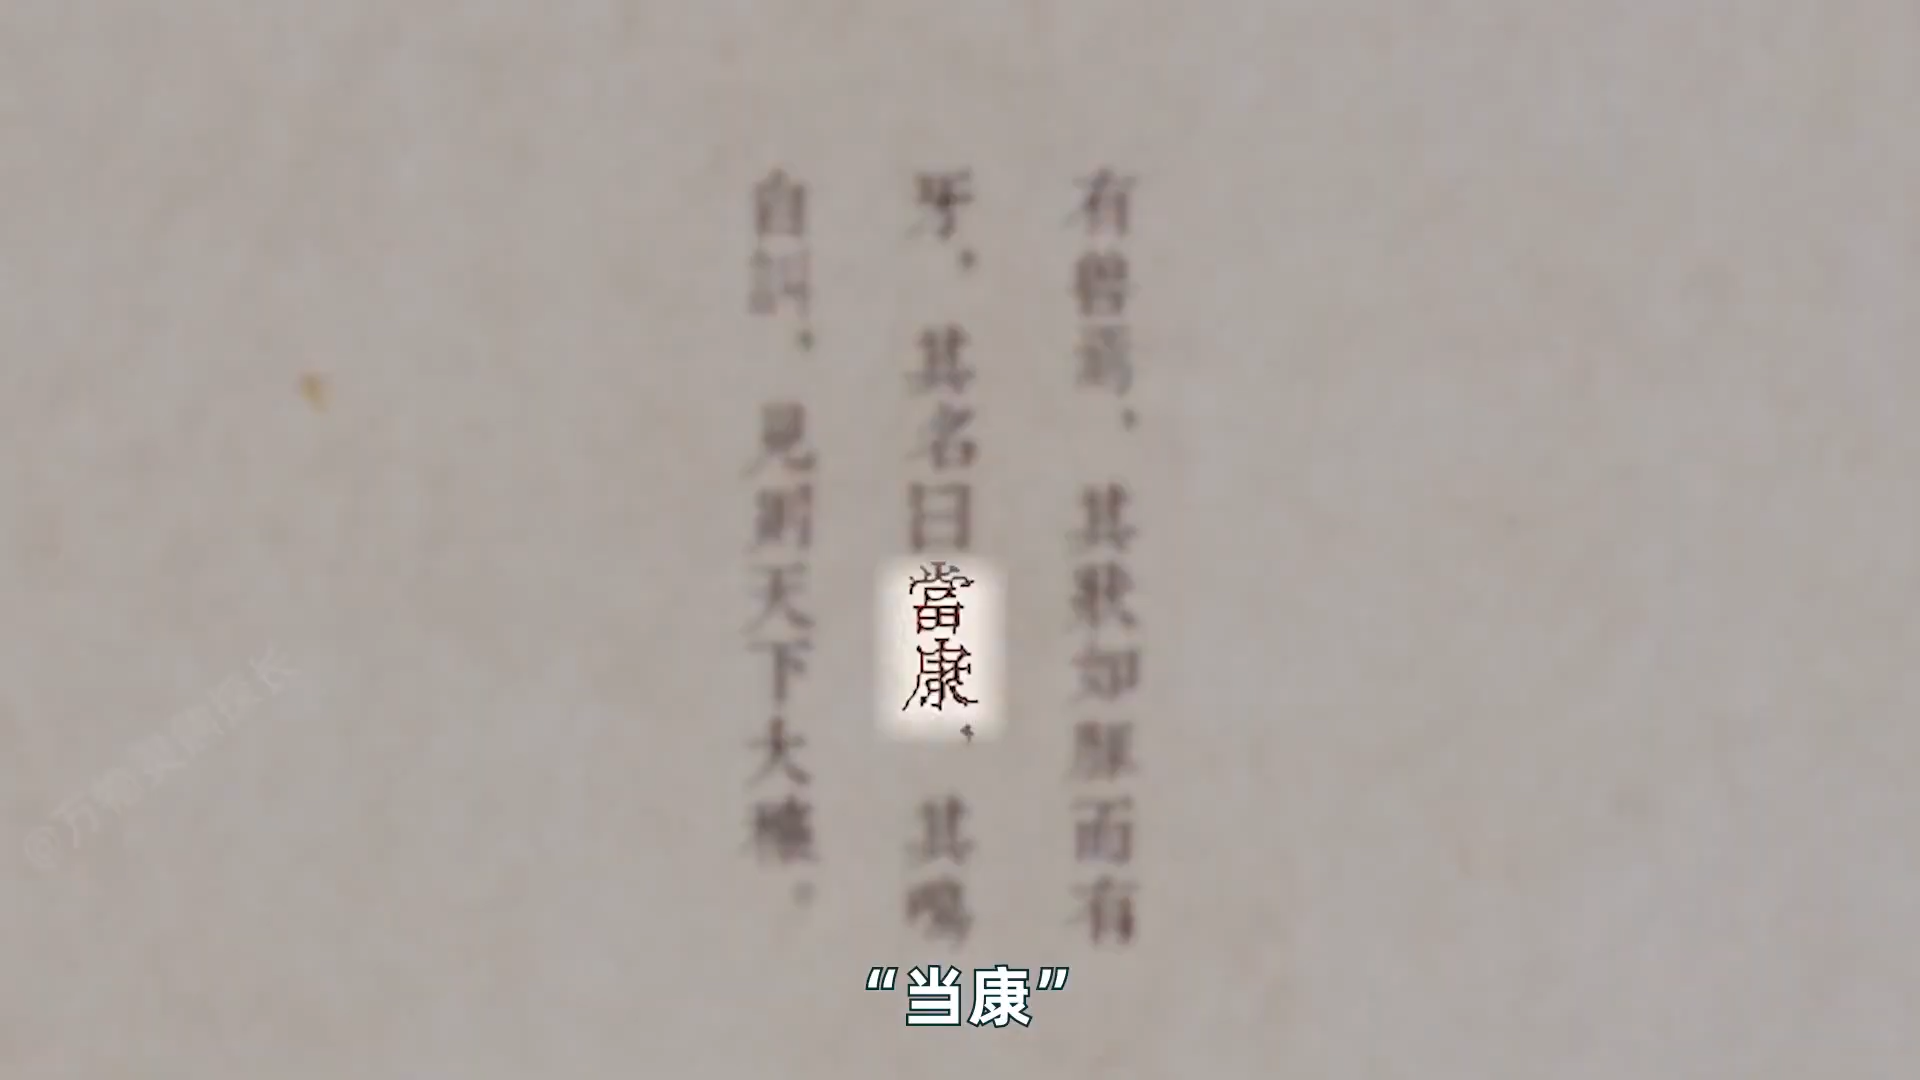 有獸焉、其狀如豚而有
牙、其名曰當康、其鳴
自叫、見則天下大穰。
“当康”